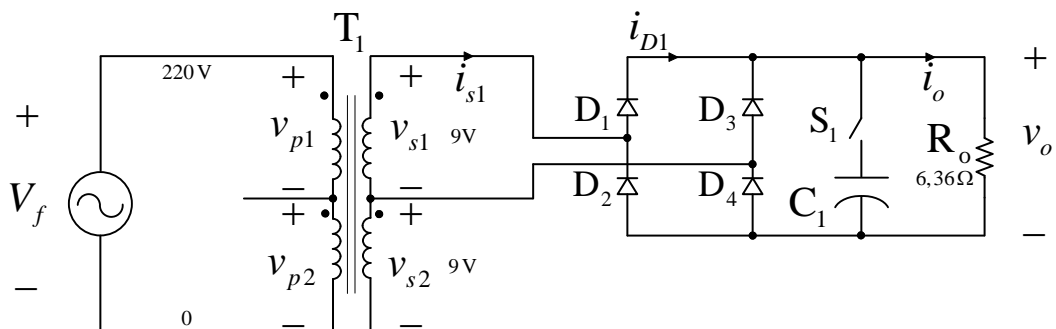 T1
iD1
220V
+
+
+
+
is1
io
vp1
vs1
9V
D1
D3
S1
Ro
6,36Ω
vo
Vf
−
−
+
+
D2
D4
C1
−
vp2
vs2
9V
−
0
−
−